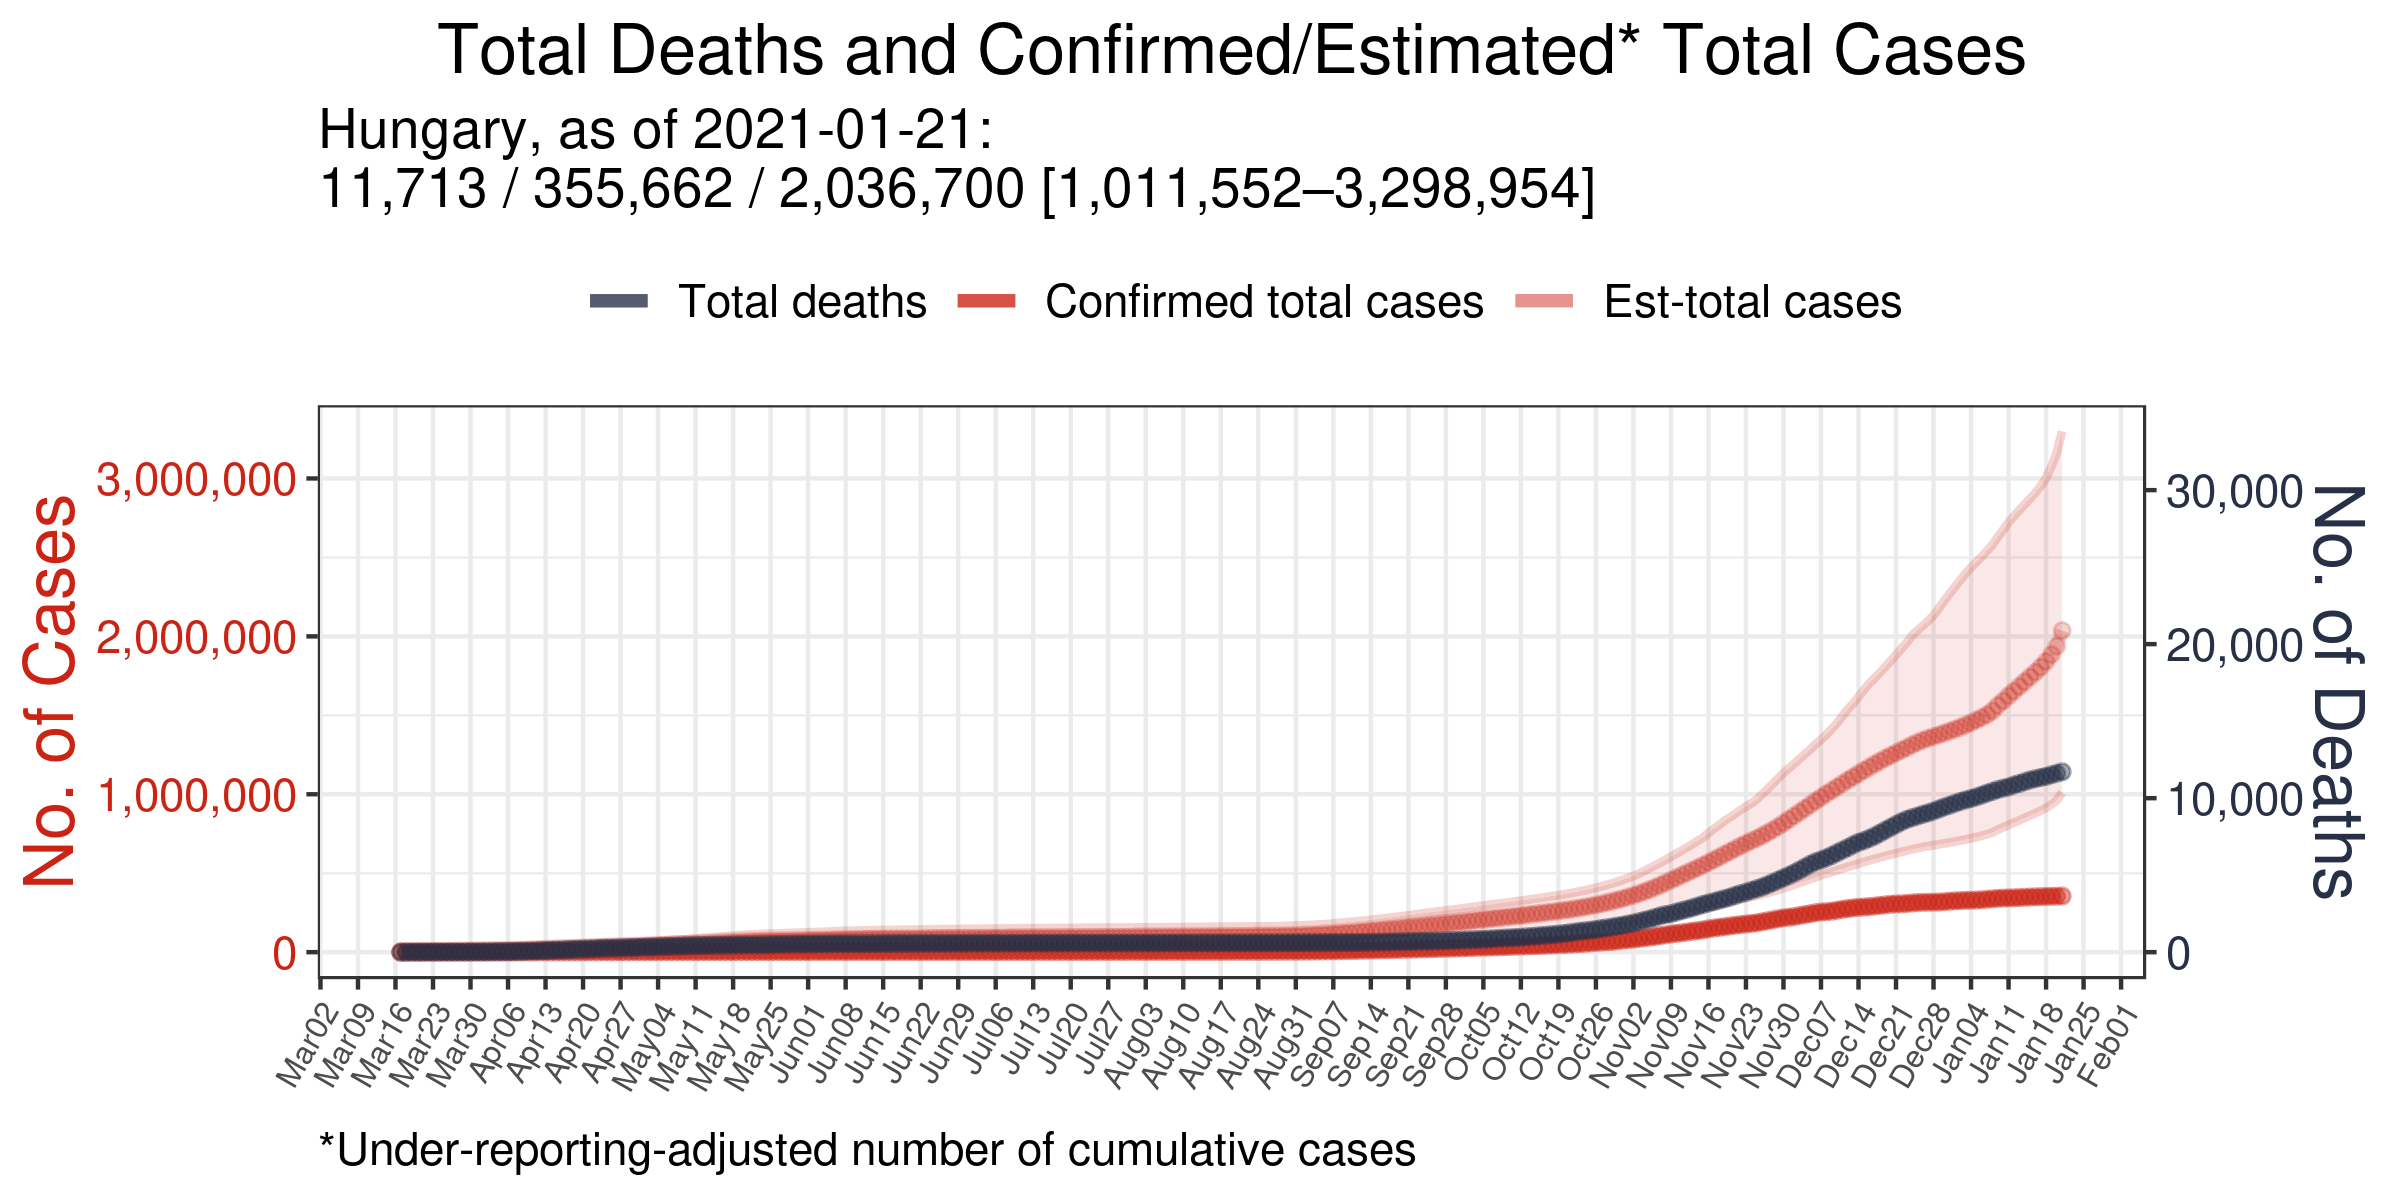 Total Deaths and Confirmed/Estimated* Total Cases
Hungary, as of 2021-01-21:
11,713 / 355,662 / 2,036,700 [1,011,552–3,298,954]
Total deaths
Confirmed total cases
Est-total cases
No. of Cases
3,000,000
2,000,000
1,000,000
0
30,000
20,000
10,000
0
No. of Deaths
Mar02
Mar09
Mar16
Mar23
Mar30
Apr06
Apr13
Apr20
Apr27
May04
May11
May18
May25
Jun01
Jun08
Jun15
Jun22
Jun29
Jul06
Jul13
Jul20
Jul27
Aug03
Aug10
Aug17
Aug24
Aug31
Sep07
Sep14
Sep21
Sep28
Oct05
Oct12
Oct19
Oct26
Nov02
Nov09
Nov16
Nov23
Nov30
Dec07
Dec14
Dec21
Dec28
Jan04
Jan11
Jan18
Jan25
Feb01
*Under-reporting-adjusted number of cumulative cases